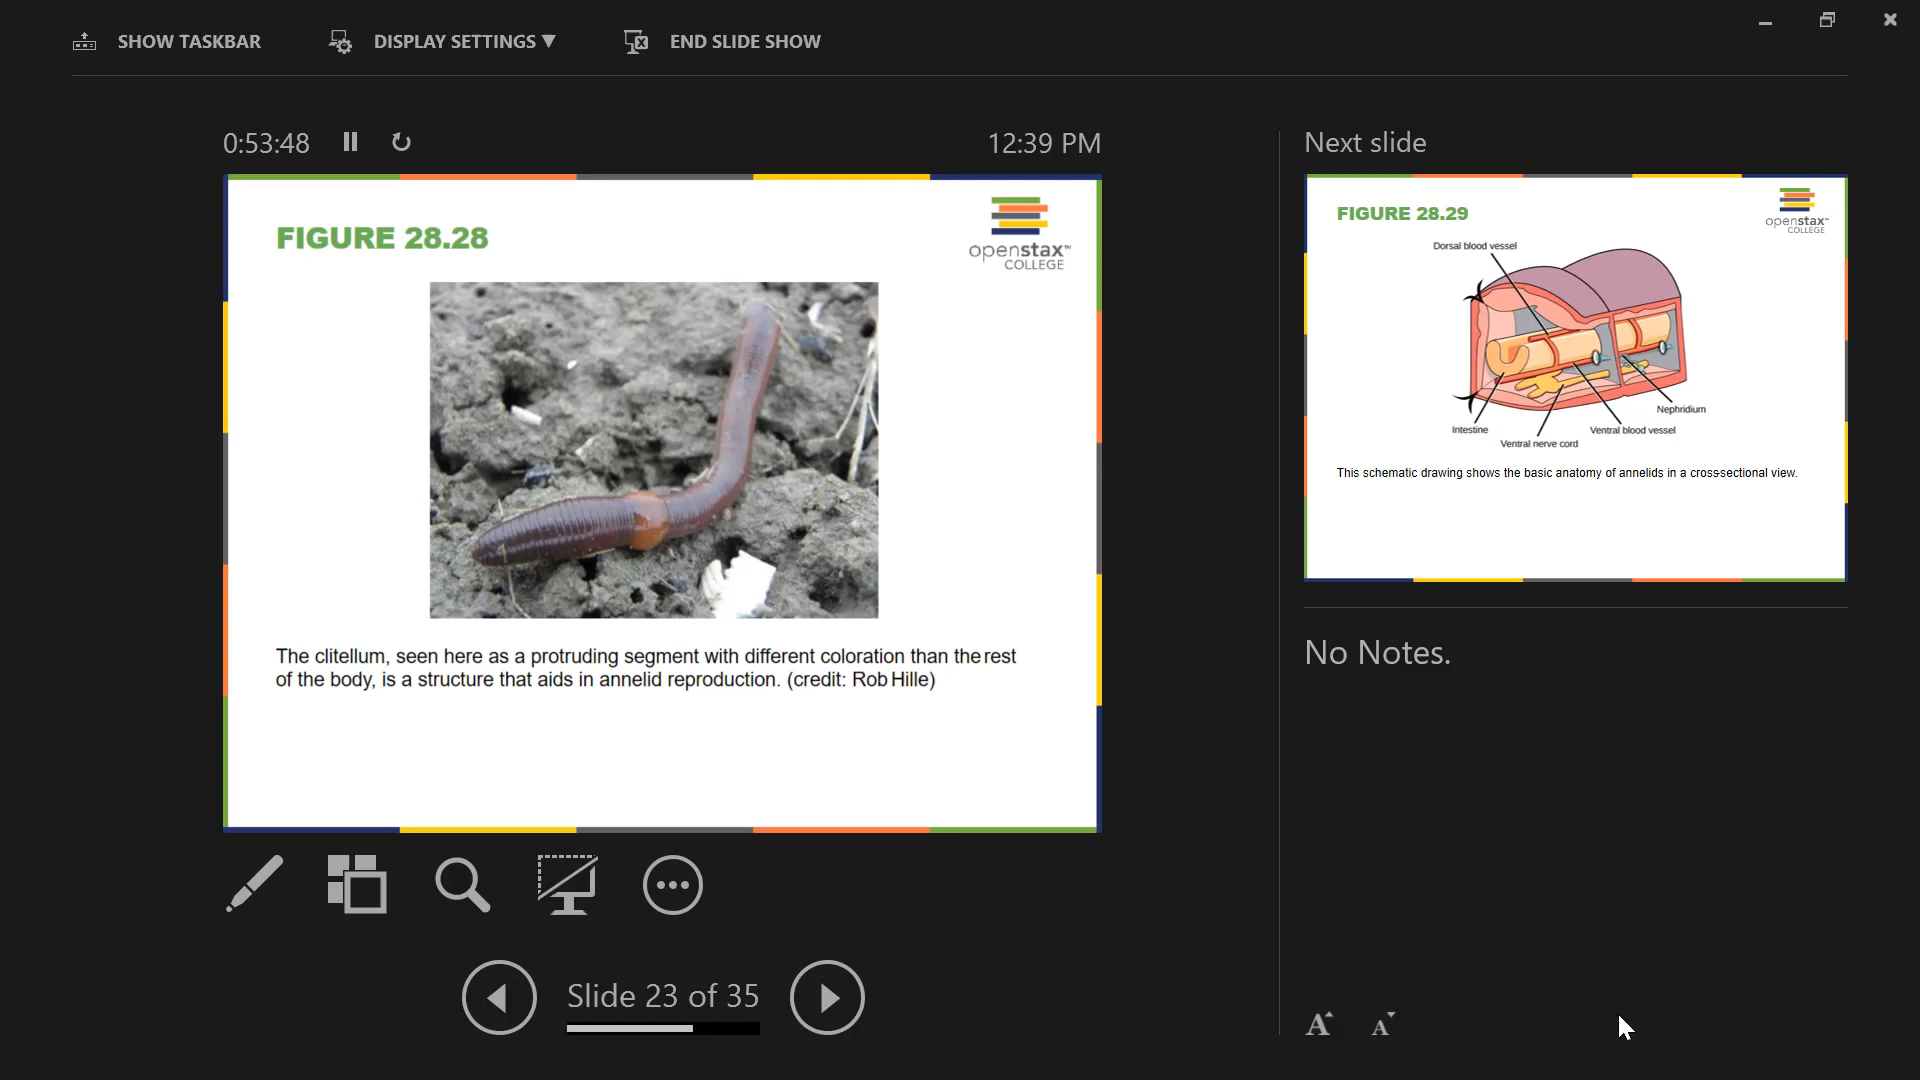 SHOW TASKBAR
DISPLAY SETTINGS ▼
END SLIDE SHOW
0:53:48
12:39 PM
FIGURE 28.28
openstax™
COLLEGE
The clitellum, seen here as a protruding segment with different coloration than the rest
of the body, is a structure that aids in annelid reproduction. (credit: Rob Hille)
Slide 23 of 35
Next slide
FIGURE 28.29
openstax™
COLLEGE
Dorsal blood vessel
Nephridium
Intestine
Ventral blood vessel
Ventral nerve cord
This schematic drawing shows the basic anatomy of annelids in a cross-sectional view.
No Notes.
A
A